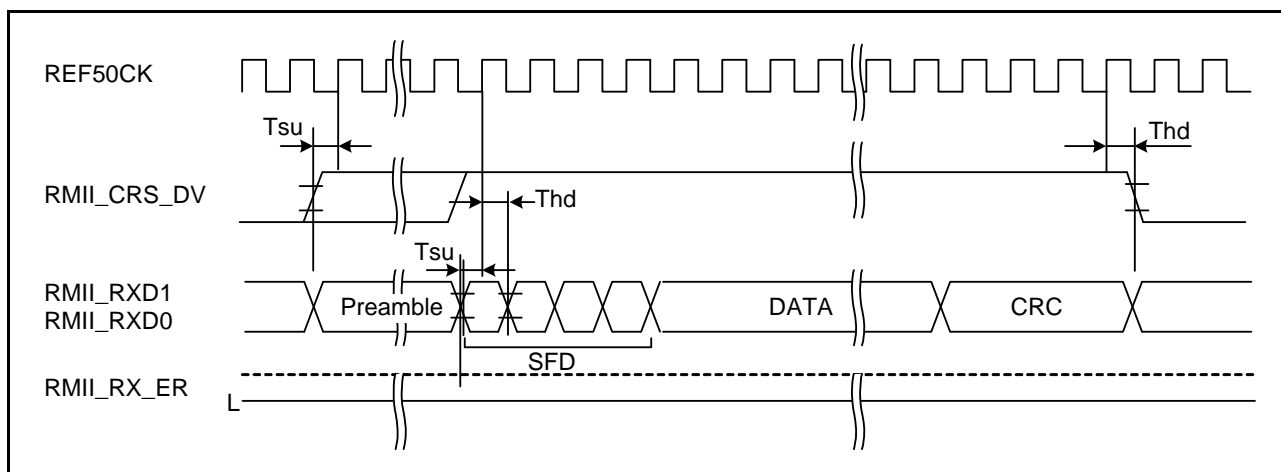 REF50CK
Tsu
Thd
RMII_CRS_DV
Thd
Tsu
RMII_RXD1
RMII_RXD0
Preamble
DATA
CRC
SFD
RMII_RX_ER
L